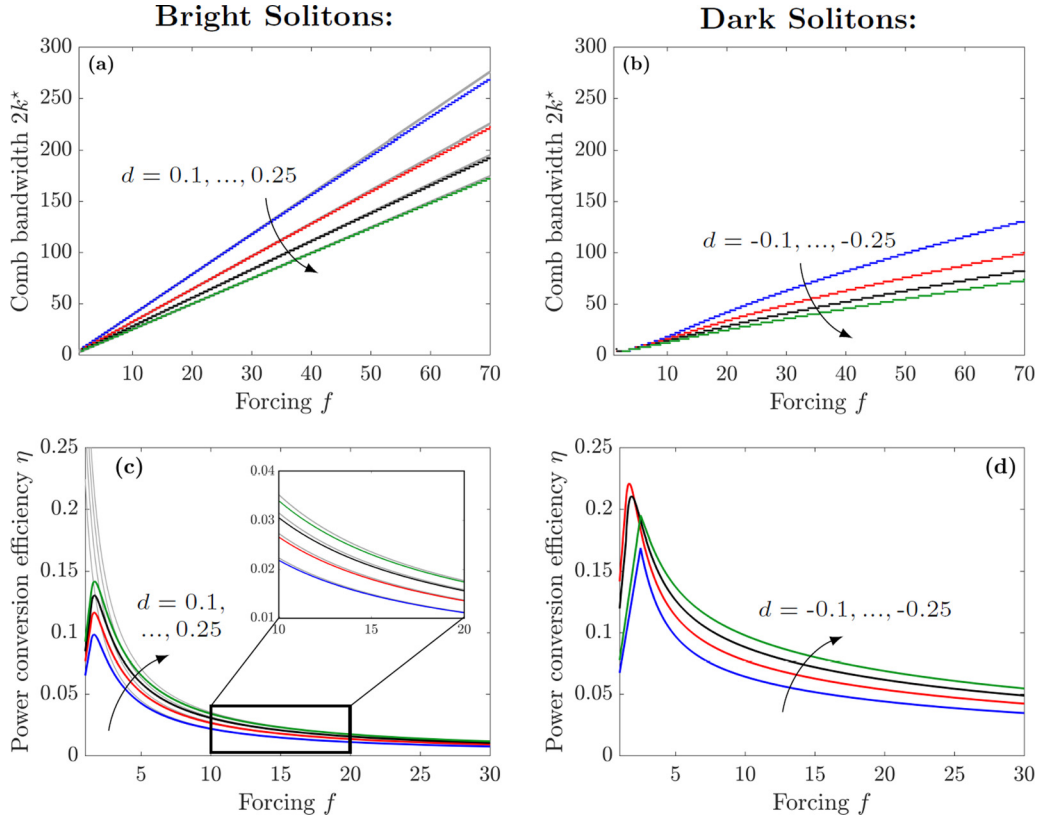 Bright Solitons:
Dark Solitons:
(a)
Comb bandwidth 2k⋆
300
250
200
150
100
50
0
d = 0.1, ..., 0.25
10 20 30 40 50 60 70
Forcing f
(b)
Comb bandwidth 2k⋆
300
250
200
150
100
50
0
d = -0.1, ..., -0.25
10 20 30 40 50 60 70
Forcing f
(c)
Power conversion efficiency η
0.25
0.2
0.15
0.1
0.05
0
d = 0.1,
..., 0.25
0.04
0.03
0.02
0.01
10 15 20
5 10 15 20 25 30
Forcing f
(d)
Power conversion efficiency η
0.25
0.2
0.15
0.1
0.05
0
d = -0.1, ..., -0.25
5 10 15 20 25 30
Forcing f